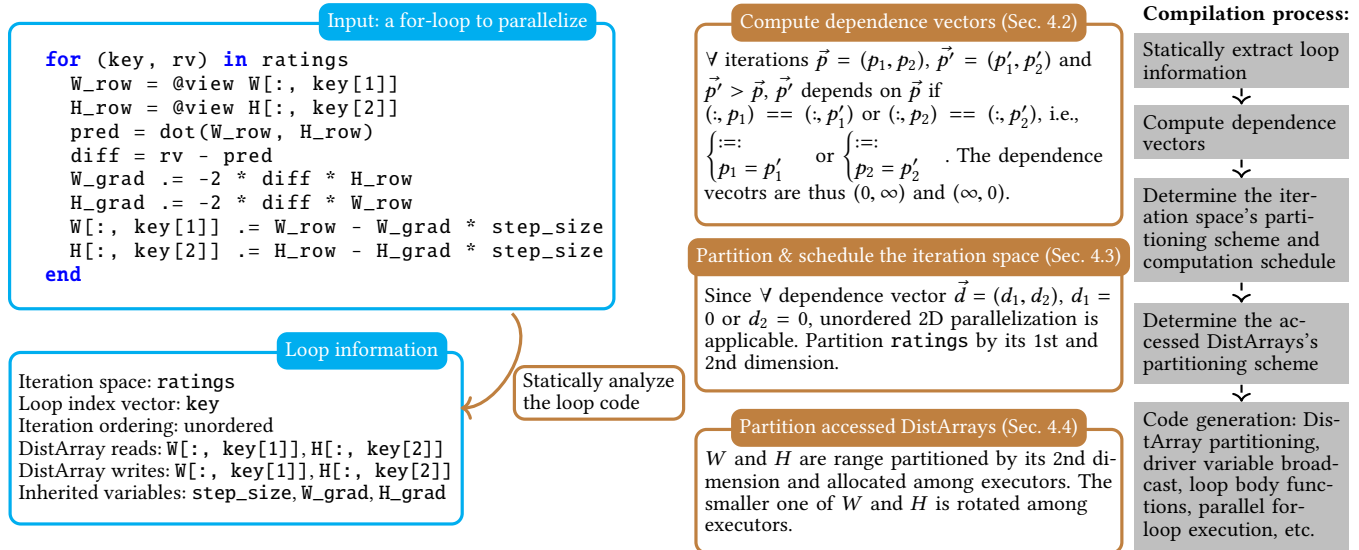 Input: a for-loop to parallelize
for (key, rv) in ratings
W_row = @view W[:, key[1]]
H_row = @view H[:, key[2]]
pred = dot(W_row, H_row)
diff = rv - pred
W_grad .= -2 * diff * H_row
H_grad .= -2 * diff * W_row
W[:, key[1]] .= W_row - W_grad * step_size
H[:, key[2]] .= H_row - H_grad * step_size
end
Loop information
Iteration space: ratings
Loop index vector: key
Iteration ordering: unordered
DistArray reads: W[:, key[1]], H[:, key[2]]
DistArray writes: W[:, key[1]], H[:, key[2]]
Inherited variables: step_size, W_grad, H_grad
Statically analyze
the loop code
Compute dependence vectors (Sec. 4.2)
∀ iterations p⃗ = (p₁, p₂), p⃗′ = (p′₁, p′₂) and
p⃗′ > p⃗, p⃗′ depends on p⃗ if
(:, p₁) == (:, p′₁) or (:, p₂) == (:, p′₂), i.e.,
{:=: p₁ = p′₁ or {:=: p₂ = p′₂ . The dependence
vecotrs are thus (0, ∞) and (∞, 0).
Partition & schedule the iteration space (Sec. 4.3)
Since ∀ dependence vector d⃗ = (d₁, d₂), d₁ =
0 or d₂ = 0, unordered 2D parallelization is
applicable. Partition ratings by its 1st and
2nd dimension.
Partition accessed DistArrays (Sec. 4.4)
W and H are range partitioned by its 2nd di-
mension and allocated among executors. The
smaller one of W and H is rotated among
executors.
Compilation process:
Statically extract loop
information
Compute dependence
vectors
Determine the iter-
ation space's parti-
tioning scheme and
computation schedule
Determine the ac-
cessed DistArrays's
partitioning scheme
Code generation: Dis-
tArray partitioning,
driver variable broad-
cast, loop body func-
tions, parallel for-
loop execution, etc.